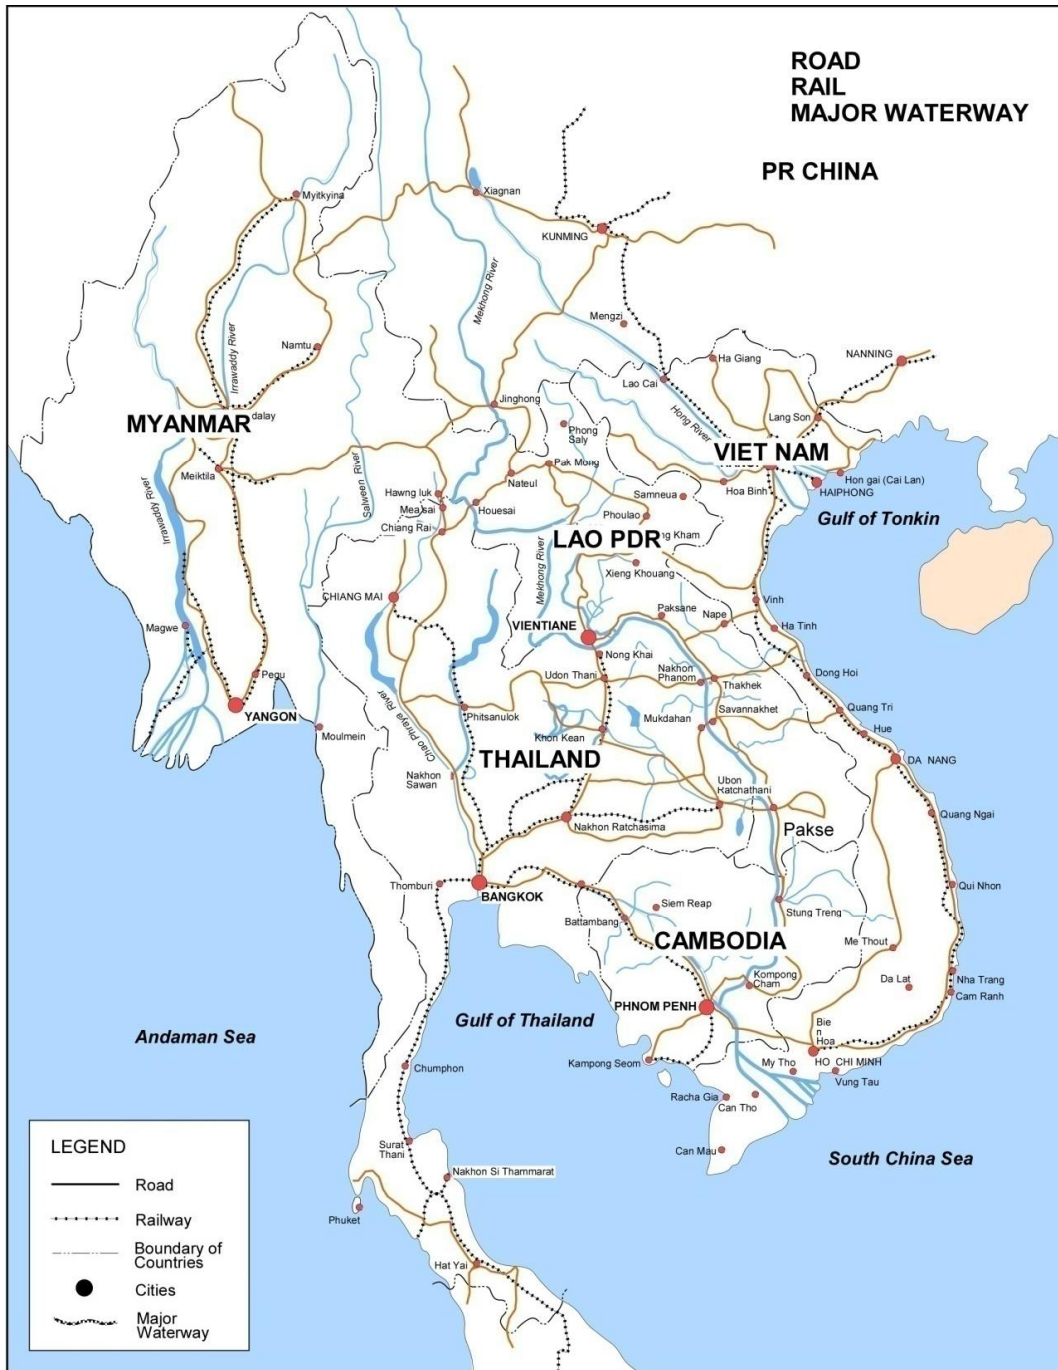 ROAD
RAIL
MAJOR WATERWAY
PR CHINA
Myitkyina
Xiagnan
KUNMING
Mekhong River
Irrawaddy River
Namtu
Mengzi
Ha Giang
NANNING
Lao Cai
Hong River
Jinghong
Lang Son
MYANMAR
dalay
Phong
Saly
VIET NAM
Salween River
Meiktila
Pak Mong
Nateul
Hawng luk
Measai
Houesai
Chiang Rai
Samneua
Hoa Binh
Hon gai (Cai Lan)
HAIPHONG
Phoulao
Gulf of Tonkin
Irrawaddy River
LAO PDR
ng Kham
Xieng Khouang
Mekhong River
CHIANG MAI
Magwe
VIENTIANE
Paksane
Nape
Vinh
Ha Tinh
Nong Khai
Udon Thani
Nakhon
Phanom
Thakhek
Dong Hoi
Pegu
YANGON
Moulmein
Chao Phraya River
Phitsanulok
Mukdahan
Savannakhet
Quang Tri
Hue
Khon Kean
THAILAND
DA NANG
Nakhon
Sawan
Ubon
Ratchathani
Quang Ngai
Nakhon Ratchasima
Pakse
Thomburi
BANGKOK
Siem Reap
Battambang
Stung Treng
Qui Nhon
CAMBODIA
Me Thout
Kompong
Cham
Da Lat
Nha Trang
Cam Ranh
PHNOM PENH
Andaman Sea
Gulf of Thailand
Bie
n
Hoa
Kampong Seom
My Tho
HO CHI MINH
Vung Tau
Chumphon
Racha Gia
Can Tho
Can Mau
South China Sea
Surat
Thani
Nakhon Si Thammarat
Phuket
Hat Yai
LEGEND
Road
Railway
Boundary of
Countries
Cities
Major
Waterway